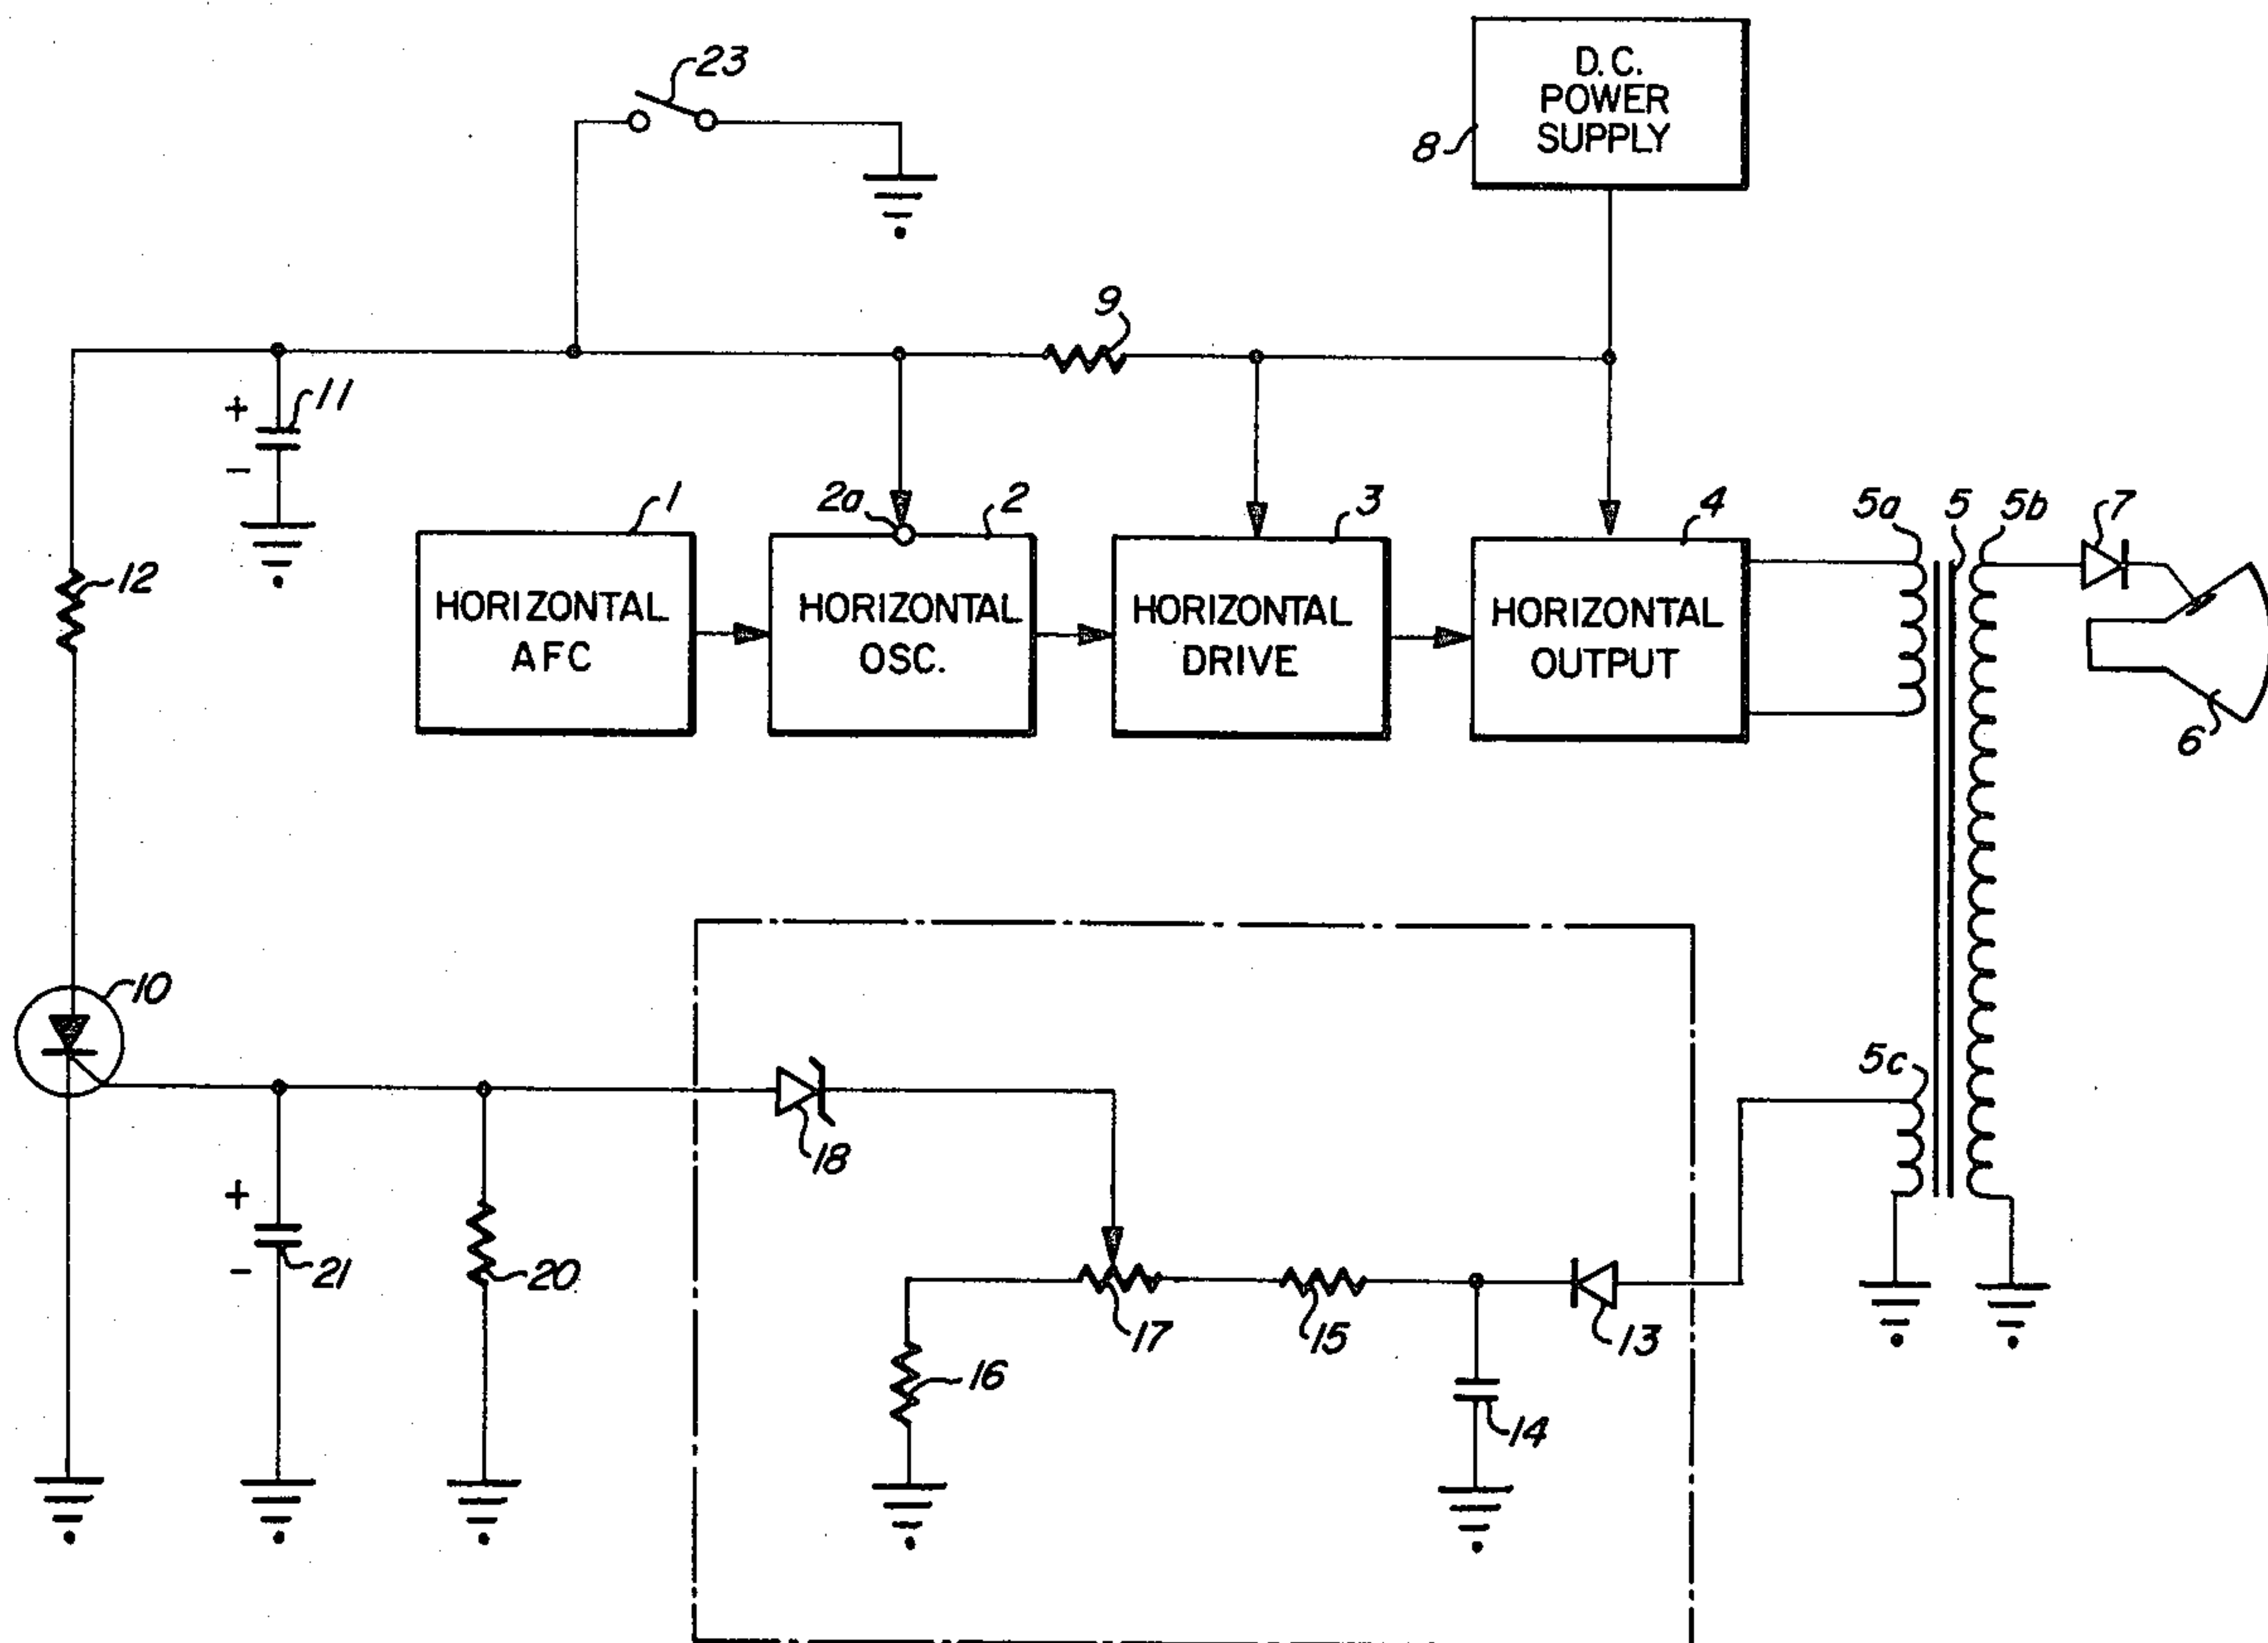 23
D.C.
POWER
SUPPLY
8
9
+
11
-
1
2a
2
3
4
5a
5
5b
7
12
HORIZONTAL
AFC
HORIZONTAL
OSC.
HORIZONTAL
DRIVE
HORIZONTAL
OUTPUT
6
10
5c
18
+
21
-
20
17
15
13
16
14